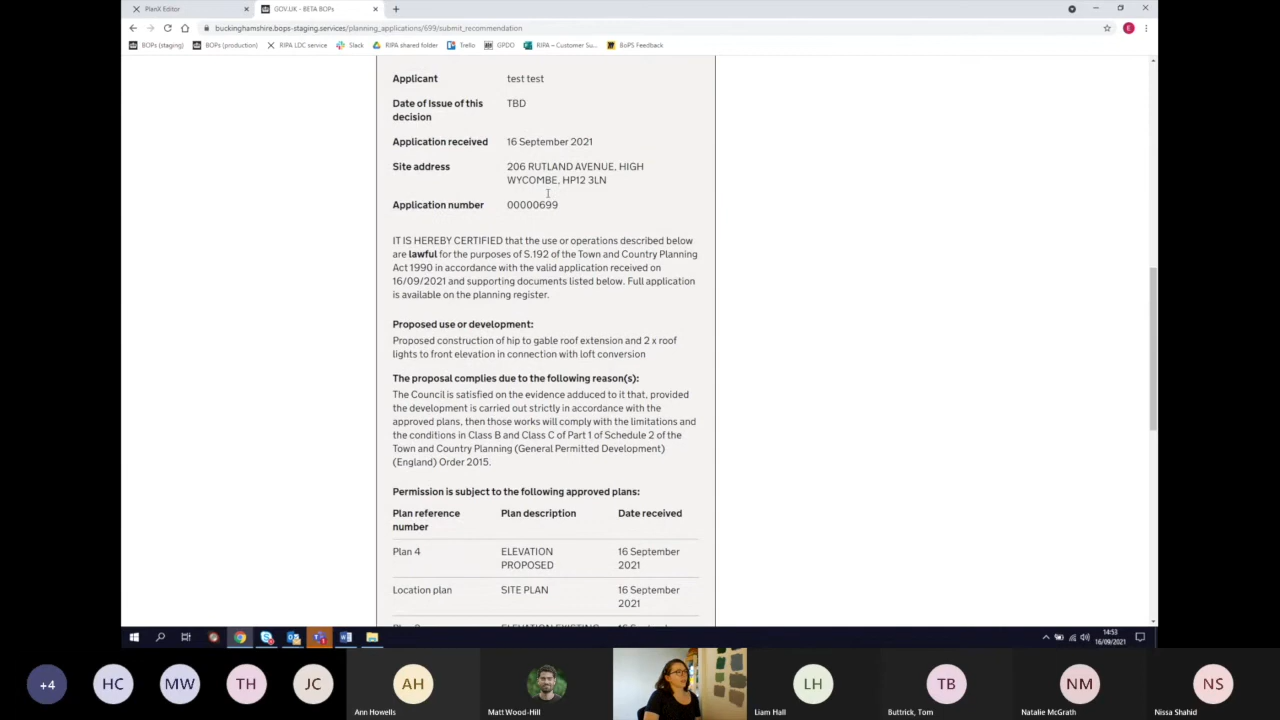 PlanX Editor
GOV.UK - BETA BOPs
buckinghamshire.bops-staging.services/planning_applications/699/submit_recommendation
E
BOPs (staging)
BOPs (production)
RIPA LDC service
Slack
RIPA shared folder
Trello
GPDO
RIPA – Customer Su...
BoPS Feedback
Applicant test test
Date of Issue of this TBD
decision
Application received 16 September 2021
Site address 206 RUTLAND AVENUE, HIGH
WYCOMBE, HP12 3LN
Application number 00000699
IT IS HEREBY CERTIFIED that the use or operations described below
are lawful for the purposes of S.192 of the Town and Country Planning
Act 1990 in accordance with the valid application received on
16/09/2021 and supporting documents listed below. Full application
is available on the planning register.
Proposed use or development:
Proposed construction of hip to gable roof extension and 2 x roof
lights to front elevation in connection with loft conversion
The proposal complies due to the following reason(s):
The Council is satisfied on the evidence adduced to it that, provided
the development is carried out strictly in accordance with the
approved plans, then those works will comply with the limitations and
the conditions in Class B and Class C of Part 1 of Schedule 2 of the
Town and Country Planning (General Permitted Development)
(England) Order 2015.
Permission is subject to the following approved plans:
Plan reference Plan description Date received
number
Plan 4 ELEVATION 16 September
PROPOSED 2021
Location plan SITE PLAN 16 September
2021
14:53
16/09/2021
+4
HC
MW
TH
JC
AH
LH
TB
NM
NS
Ann Howells
Matt Wood-Hill
Liam Hall
Buttrick, Tom
Natalie McGrath
Nissa Shahid